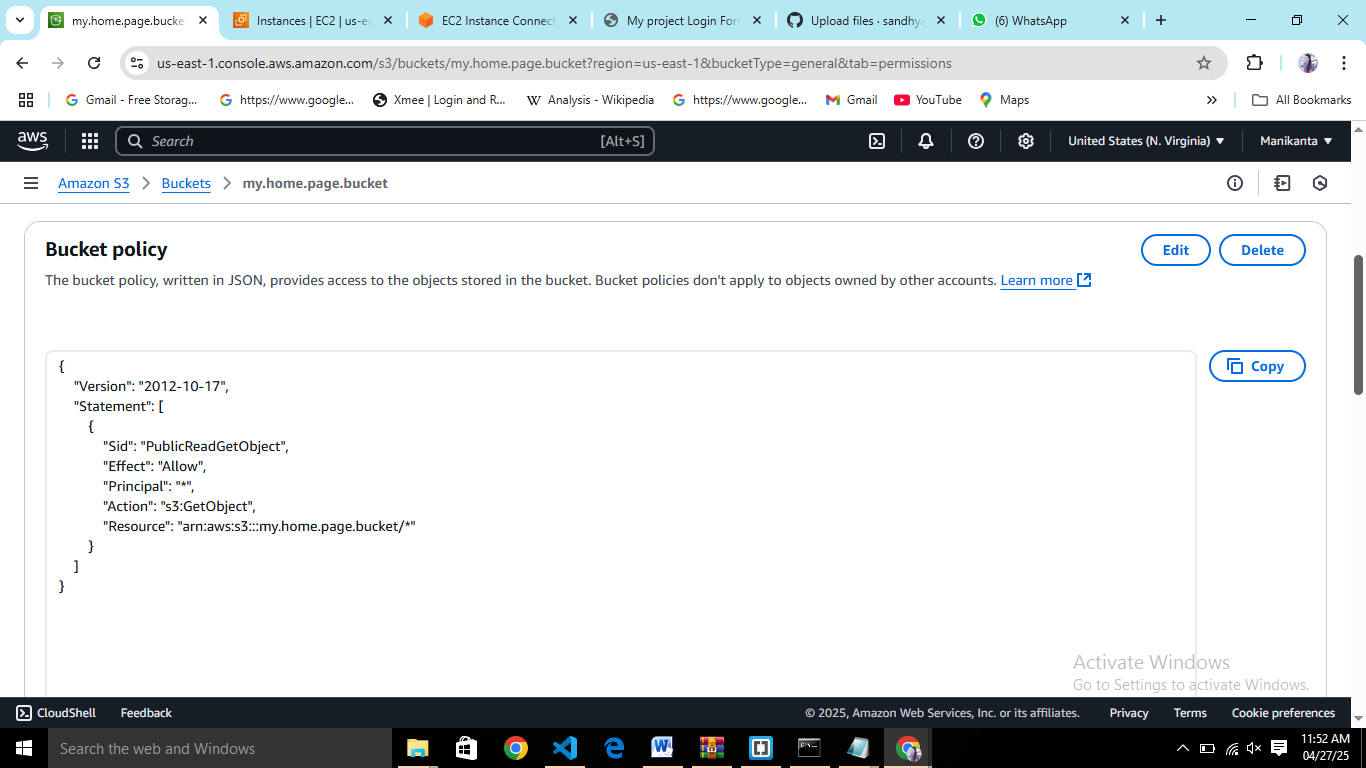 my.home.page.bucke
Instances | EC2 | us-ea
EC2 Instance Connect
My project Login Form
Upload files · sandhya
(6) WhatsApp
us-east-1.console.aws.amazon.com/s3/buckets/my.home.page.bucket?region=us-east-1&bucketType=general&tab=permissions
Gmail - Free Storag...
https://www.google...
Xmee | Login and R...
Analysis - Wikipedia
https://www.google...
Gmail
YouTube
Maps
All Bookmarks
aws
Search
[Alt+S]
United States (N. Virginia)
Manikanta
Amazon S3
Buckets
my.home.page.bucket
Bucket policy
Edit
Delete
The bucket policy, written in JSON, provides access to the objects stored in the bucket. Bucket policies don't apply to objects owned by other accounts. Learn more
Copy
{
"Version": "2012-10-17",
"Statement": [
{
"Sid": "PublicReadGetObject",
"Effect": "Allow",
"Principal": "*",
"Action": "s3:GetObject",
"Resource": "arn:aws:s3:::my.home.page.bucket/*"
}
]
}
Activate Windows
Go to Settings to activate Windows.
CloudShell
Feedback
© 2025, Amazon Web Services, Inc. or its affiliates.
Privacy
Terms
Cookie preferences
Search the web and Windows
11:52 AM
04/27/25